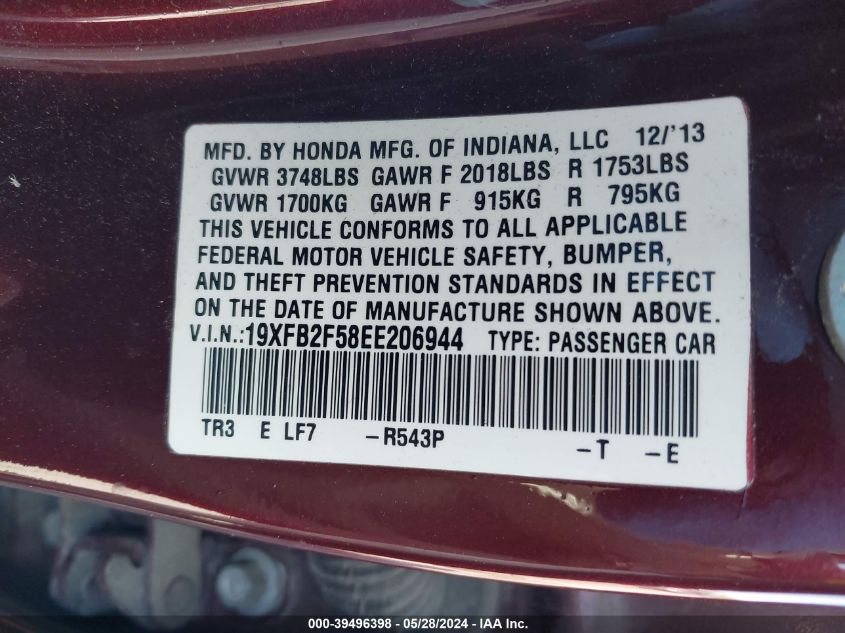 MFD. BY HONDA MFG. OF INDIANA, LLC 12/'13
GVWR 3748LBS GAWR F 2018LBS R 1753LBS
GVWR 1700KG GAWR F 915KG R 795KG
THIS VEHICLE CONFORMS TO ALL APPLICABLE
FEDERAL MOTOR VEHICLE SAFETY, BUMPER,
AND THEFT PREVENTION STANDARDS IN EFFECT
ON THE DATE OF MANUFACTURE SHOWN ABOVE.
V.I.N.:19XFB2F58EE206944 TYPE: PASSENGER CAR
TR3 E LF7 -R543P -T -E
000-39496398 - 05/28/2024 - IAA Inc.